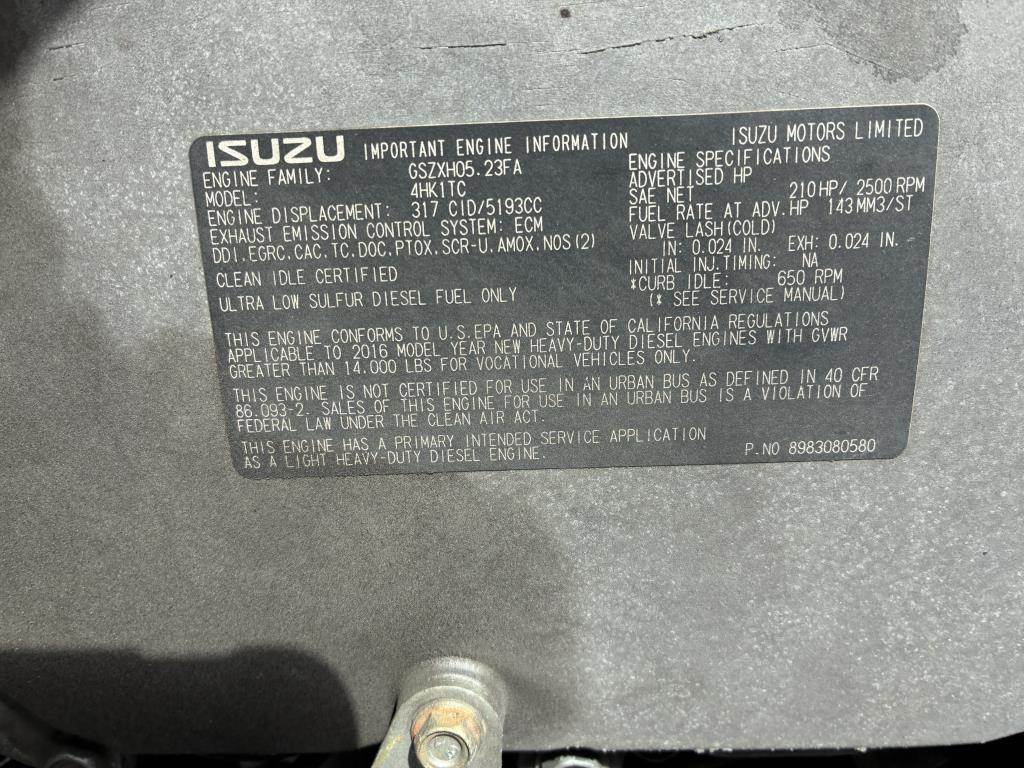 ISUZU IMPORTANT ENGINE INFORMATION ISUZU MOTORS LIMITED
ENGINE FAMILY: GSZXH05.23FA
MODEL: 4HK1TC
ENGINE DISPLACEMENT: 317 CID/5193CC
EXHAUST EMISSION CONTROL SYSTEM: ECM
DDI.EGRC.CAC.TC.DOC.PTOX.SCR-U.AMOX.NOS(2)
CLEAN IDLE CERTIFIED
ULTRA LOW SULFUR DIESEL FUEL ONLY
ENGINE SPECIFICATIONS
ADVERTISED HP
SAE NET 210HP/ 2500RPM
FUEL RATE AT ADV.HP 143MM3/ST
VALVE LASH(COLD)
IN: 0.024 IN. EXH: 0.024 IN.
INITIAL INJ.TIMING: NA
*CURB IDLE: 650 RPM
(* SEE SERVICE MANUAL)
THIS ENGINE CONFORMS TO U.S.EPA AND STATE OF CALIFORNIA REGULATIONS
APPLICABLE TO 2016 MODEL YEAR NEW HEAVY-DUTY DIESEL ENGINES WITH GVWR
GREATER THAN 14.000 LBS FOR VOCATIONAL VEHICLES ONLY.
THIS ENGINE IS NOT CERTIFIED FOR USE IN AN URBAN BUS AS DEFINED IN 40 CFR
86.093-2. SALES OF THIS ENGINE FOR USE IN AN URBAN BUS IS A VIOLATION OF
FEDERAL LAW UNDER THE CLEAN AIR ACT.
THIS ENGINE HAS A PRIMARY INTENDED SERVICE APPLICATION
AS A LIGHT HEAVY-DUTY DIESEL ENGINE.
P.NO 8983080580